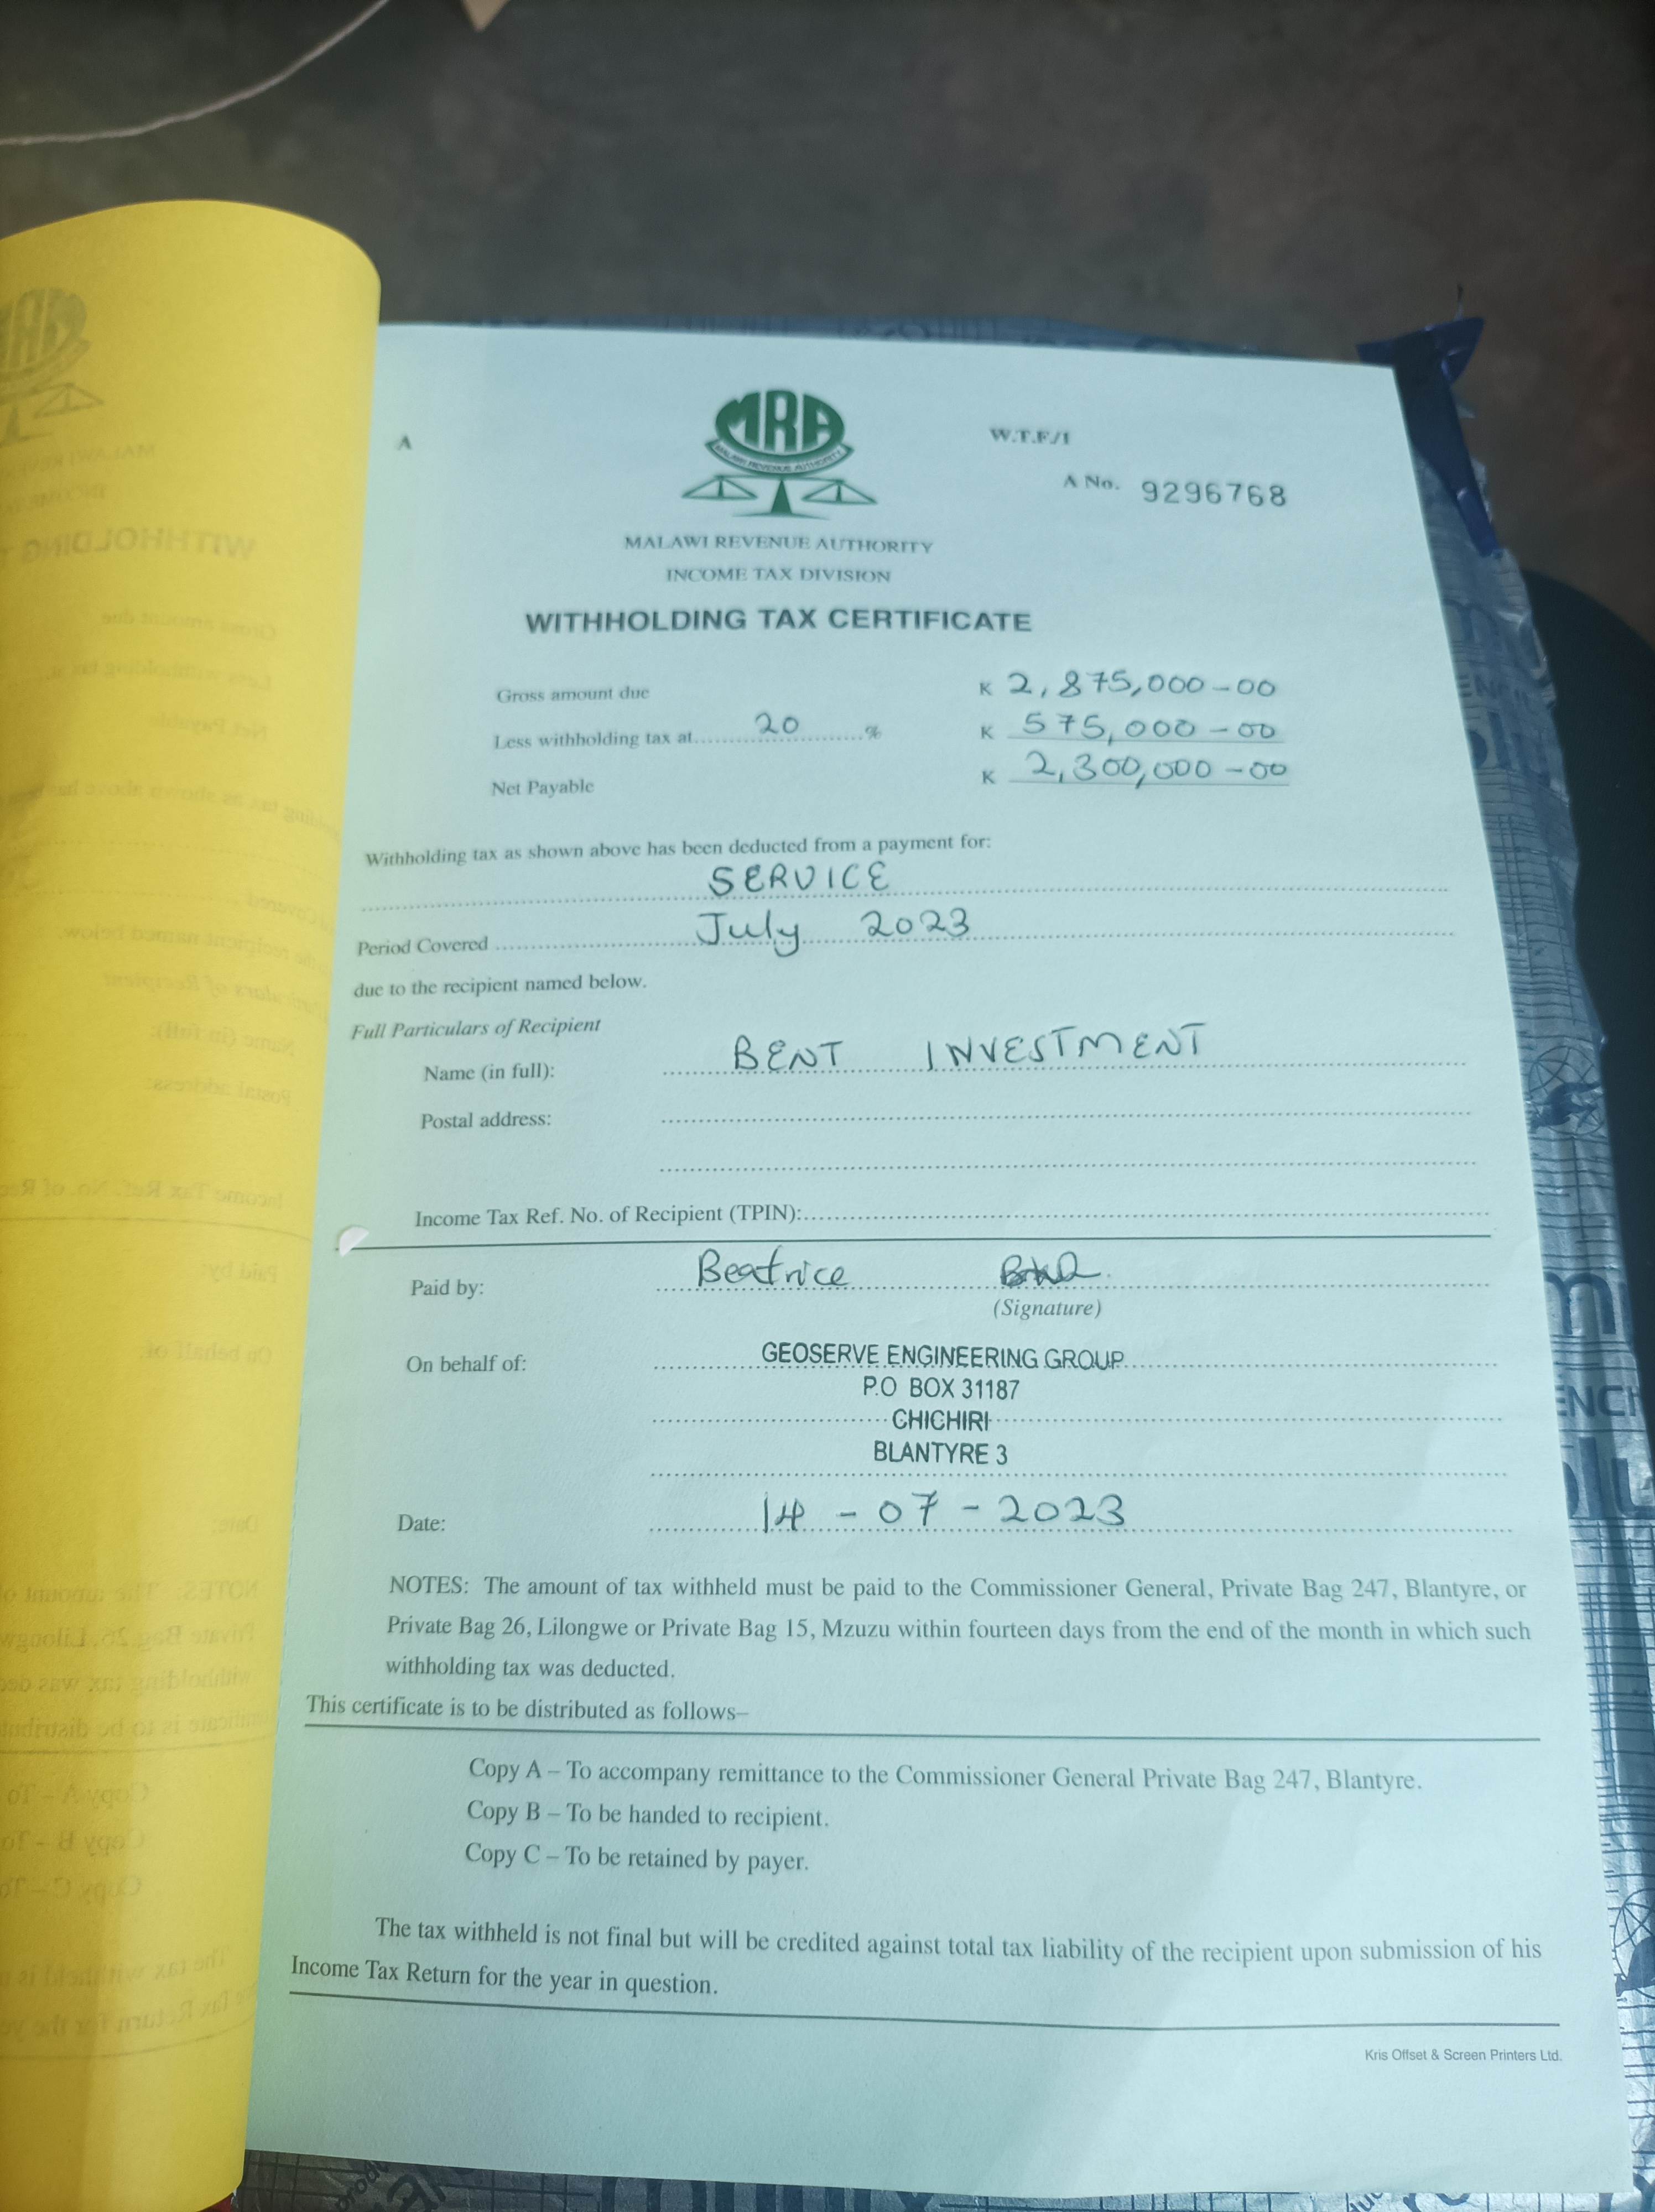 A
MRA
MALAWI REVENUE AUTHORITY
W.T.F/1
A No. 9296768
MALAWI REVENUE AUTHORITY
INCOME TAX DIVISION
WITHHOLDING TAX CERTIFICATE
Gross amount due K 2,875,000-00
Less withholding tax at 20 % K 575,000-00
Net Payable K 2,300,000-00
Withholding tax as shown above has been deducted from a payment for:
SERVICE
Period Covered July 2023
due to the recipient named below.
Full Particulars of Recipient
Name (in full): BENT INVESTMENT
Postal address:
Income Tax Ref. No. of Recipient (TPIN):
Paid by: Beatrice
(Signature)
On behalf of: GEOSERVE ENGINEERING GROUP
P.O BOX 31187
CHICHIRI
BLANTYRE 3
Date: 14-07-2023
NOTES: The amount of tax withheld must be paid to the Commissioner General, Private Bag 247, Blantyre, or
Private Bag 26, Lilongwe or Private Bag 15, Mzuzu within fourteen days from the end of the month in which such
withholding tax was deducted.
This certificate is to be distributed as follows–
Copy A – To accompany remittance to the Commissioner General Private Bag 247, Blantyre.
Copy B – To be handed to recipient.
Copy C – To be retained by payer.
The tax withheld is not final but will be credited against total tax liability of the recipient upon submission of his
Income Tax Return for the year in question.
Kris Offset & Screen Printers Ltd.